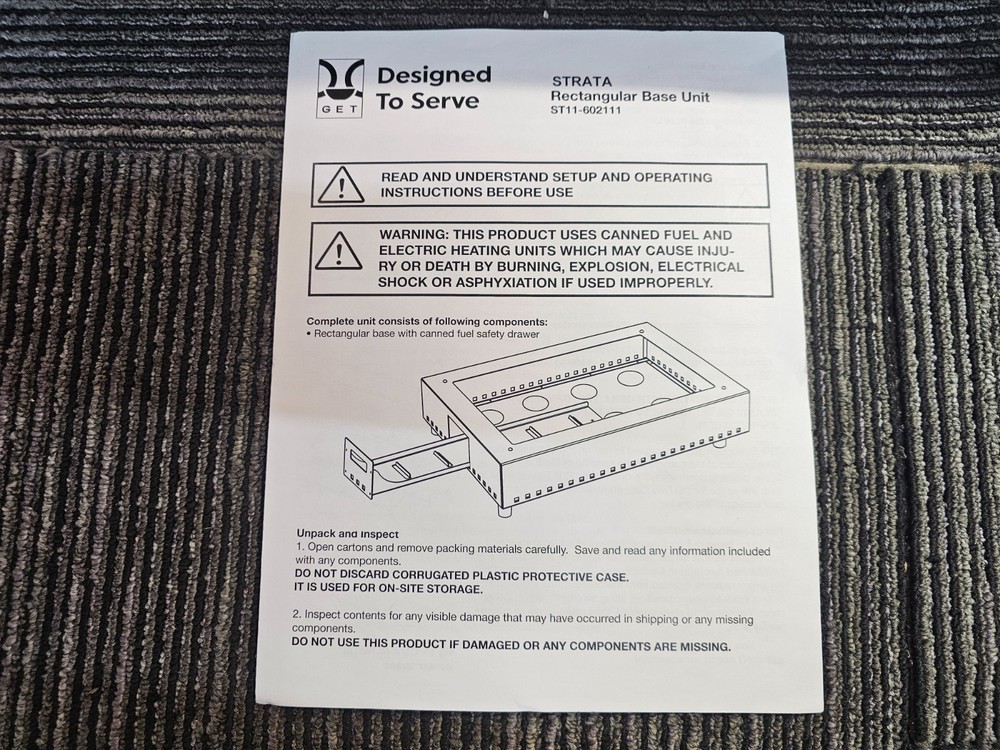 GET
Designed
To Serve
STRATA
Rectangular Base Unit
ST11-602111
READ AND UNDERSTAND SETUP AND OPERATING
INSTRUCTIONS BEFORE USE
WARNING: THIS PRODUCT USES CANNED FUEL AND
ELECTRIC HEATING UNITS WHICH MAY CAUSE INJU-
RY OR DEATH BY BURNING, EXPLOSION, ELECTRICAL
SHOCK OR ASPHYXIATION IF USED IMPROPERLY.
Complete unit consists of following components:
• Rectangular base with canned fuel safety drawer
Unpack and Inspect
1. Open cartons and remove packing materials carefully. Save and read any information included
with any components.
DO NOT DISCARD CORRUGATED PLASTIC PROTECTIVE CASE.
IT IS USED FOR ON-SITE STORAGE.
2. Inspect contents for any visible damage that may have occurred in shipping or any missing
components.
DO NOT USE THIS PRODUCT IF DAMAGED OR ANY COMPONENTS ARE MISSING.